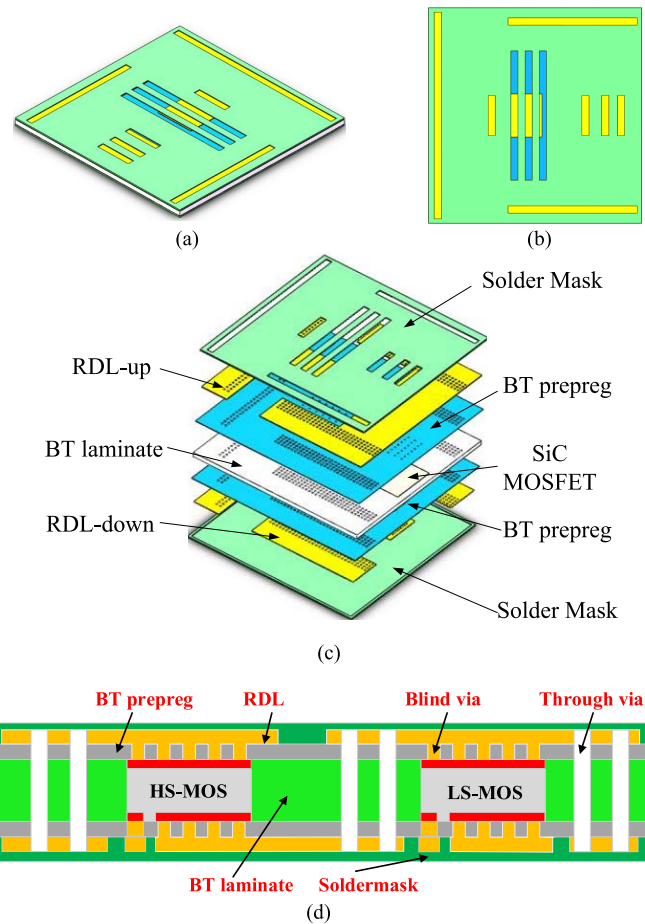 (a)
(b)
Solder Mask
RDL-up
BT prepreg
BT laminate
SiC
MOSFET
RDL-down
BT prepreg
Solder Mask
(c)
BT prepreg
RDL
Blind via
Through via
HS-MOS
LS-MOS
BT laminate
Soldermask
(d)